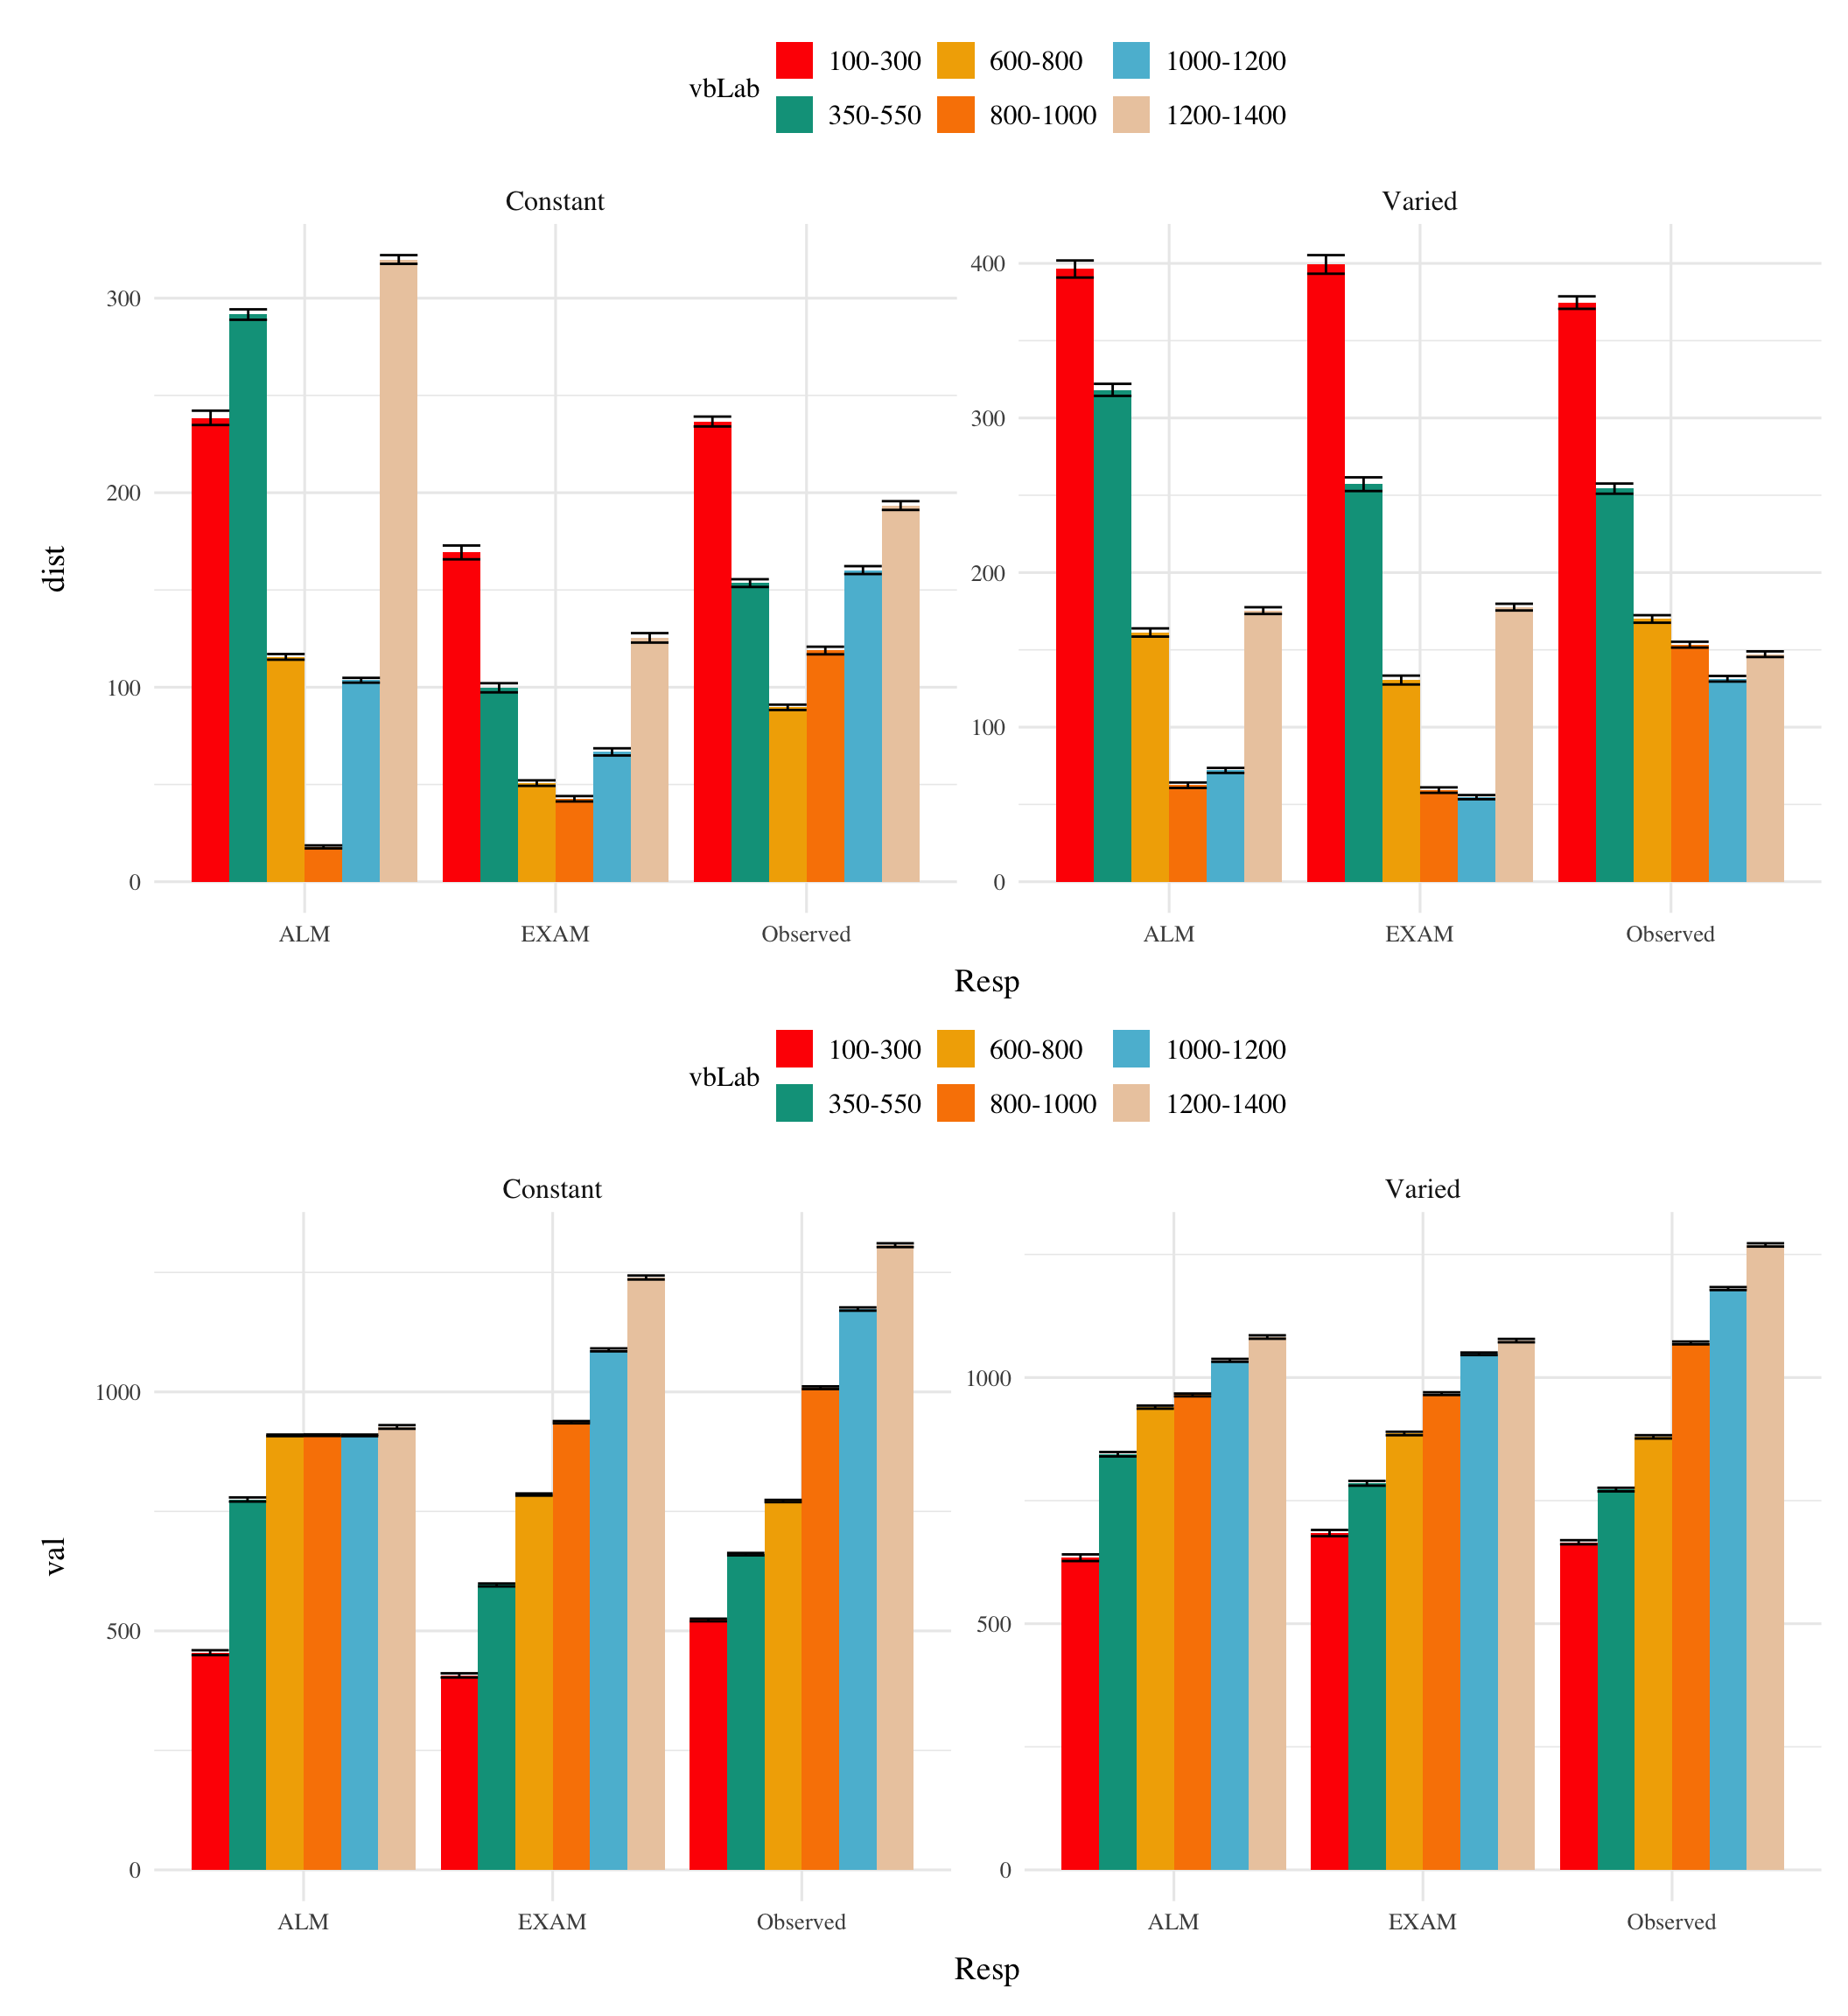 vbLab
100-300 600-800 1000-1200
350-550 800-1000 1200-1400
Constant Varied
dist
300
200
100
0
400
300
200
100
0
ALM EXAM Observed ALM EXAM Observed
Resp
vbLab
100-300 600-800 1000-1200
350-550 800-1000 1200-1400
Constant Varied
val
1000
500
0
1000
500
0
ALM EXAM Observed ALM EXAM Observed
Resp